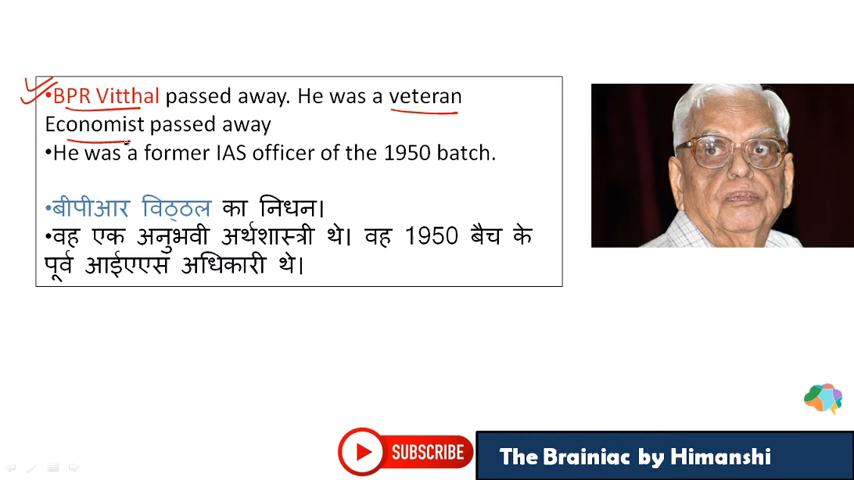 •BPR Vitthal passed away. He was a veteran
Economist passed away
•He was a former IAS officer of the 1950 batch.
•बीपीआर विठ्ठल का निधन।
•वह एक अनुभवी अर्थशास्त्री थे। वह 1950 बैच के
पूर्व आईएएस अधिकारी थे।
SUBSCRIBE
The Brainiac by Himanshi